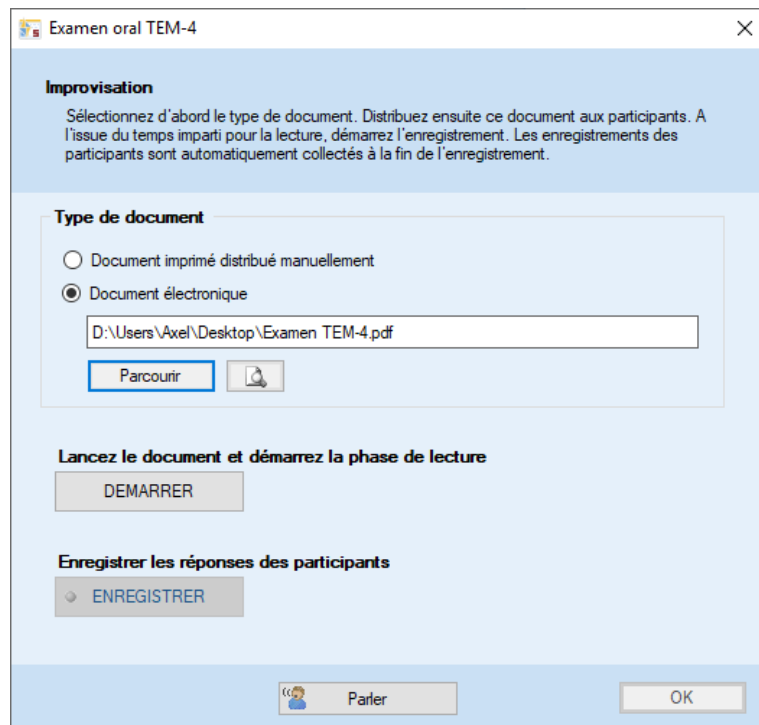 Examen oral TEM-4
Improvisation
Sélectionnez d'abord le type de document. Distribuez ensuite ce document aux participants. A
l'issue du temps imparti pour la lecture, démarrez l'enregistrement. Les enregistrements des
participants sont automatiquement collectés à la fin de l'enregistrement.
Type de document
Document imprimé distribué manuellement
Document électronique
D:\Users\Axel\Desktop\Examen TEM-4.pdf
Parcourir
Lancez le document et démarrez la phase de lecture
DEMARRER
Enregistrer les réponses des participants
ENREGISTRER
Parler
OK